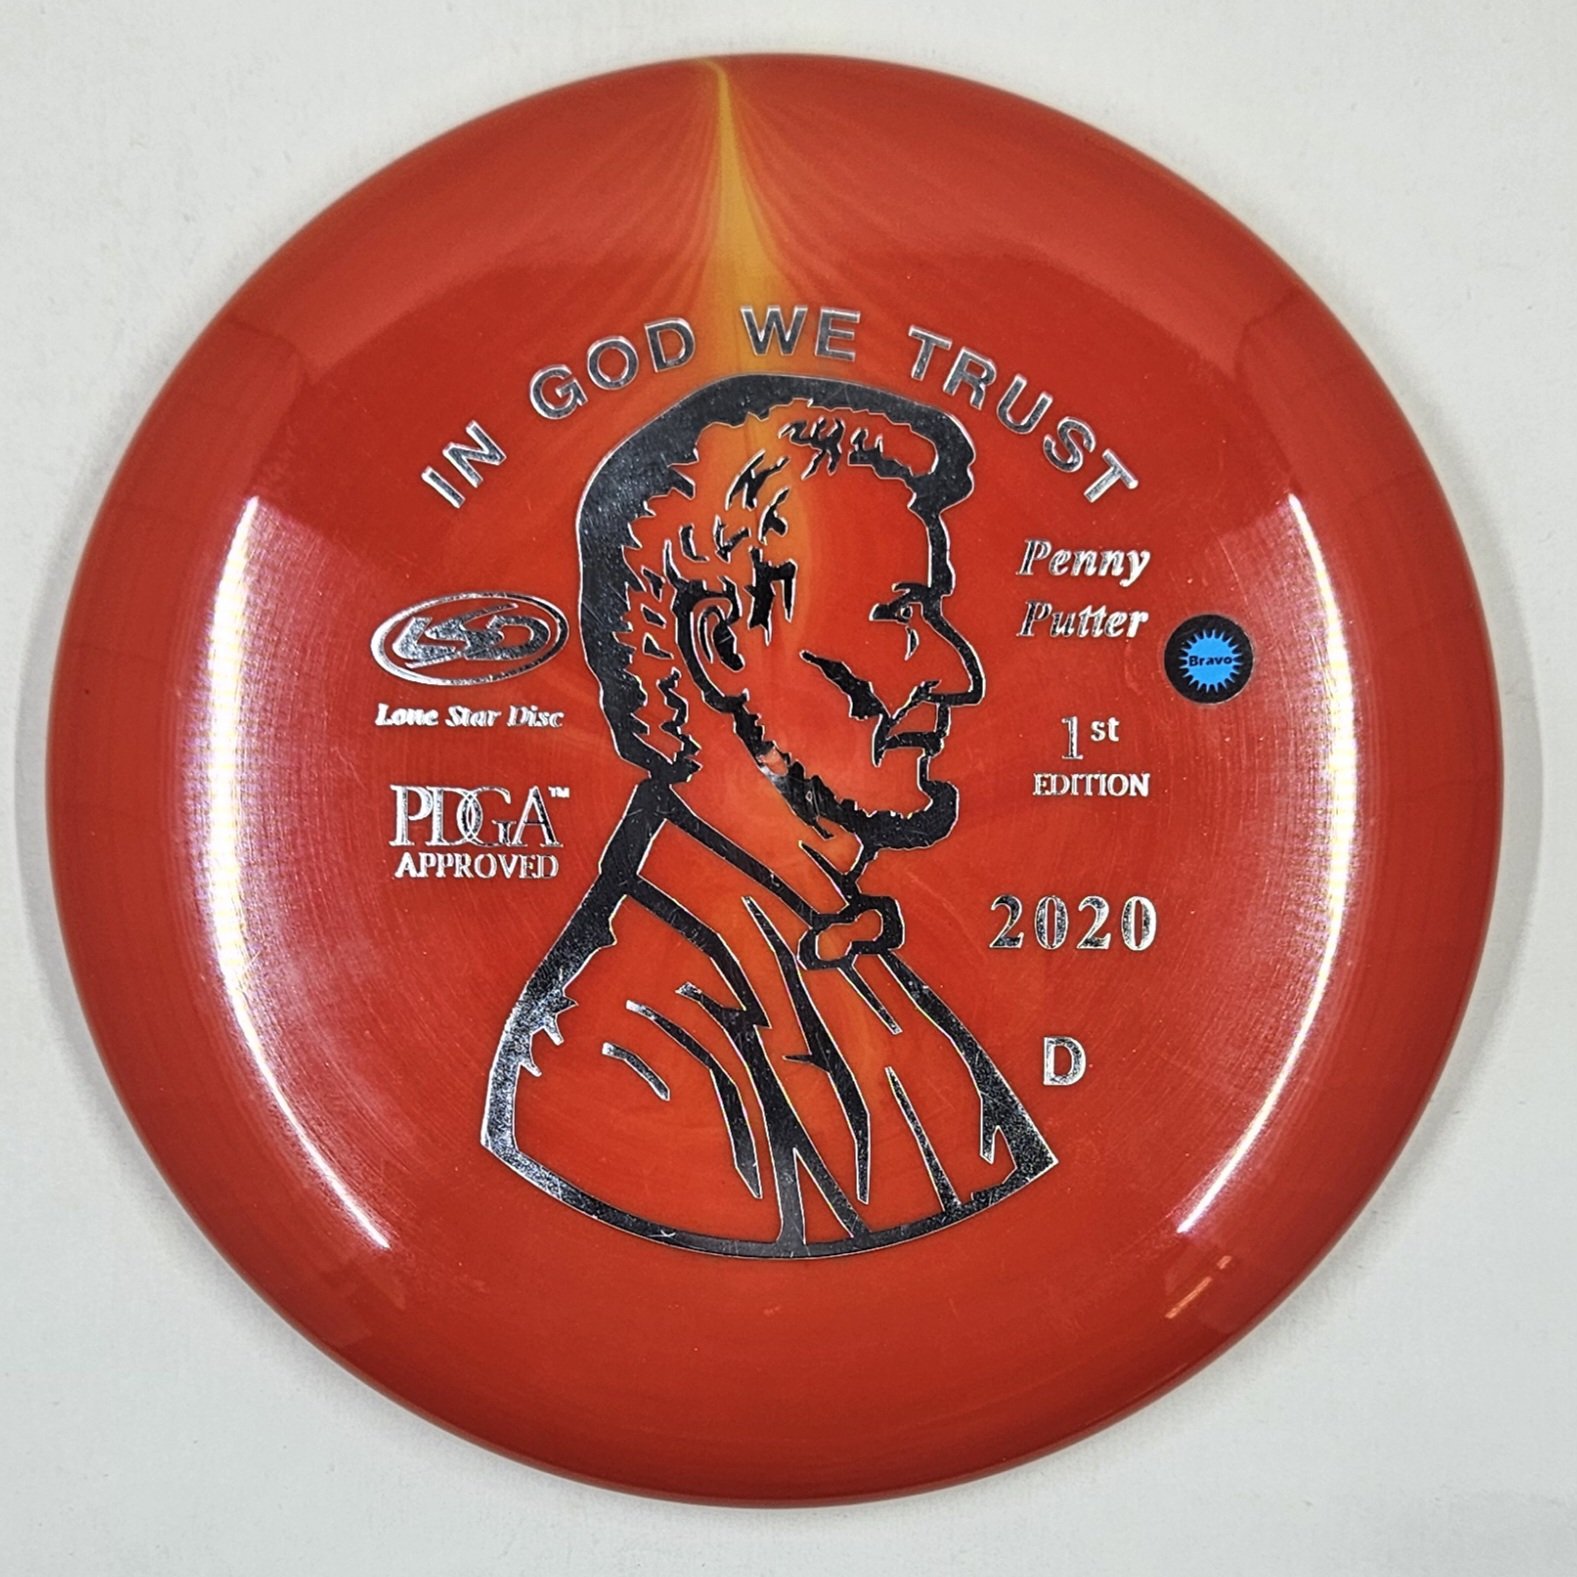 IN GOD WE TRUST
LSD
Lone Star Disc
PDGA™
APPROVED
Penny
Putter
Bravo
1st
EDITION
2020
D